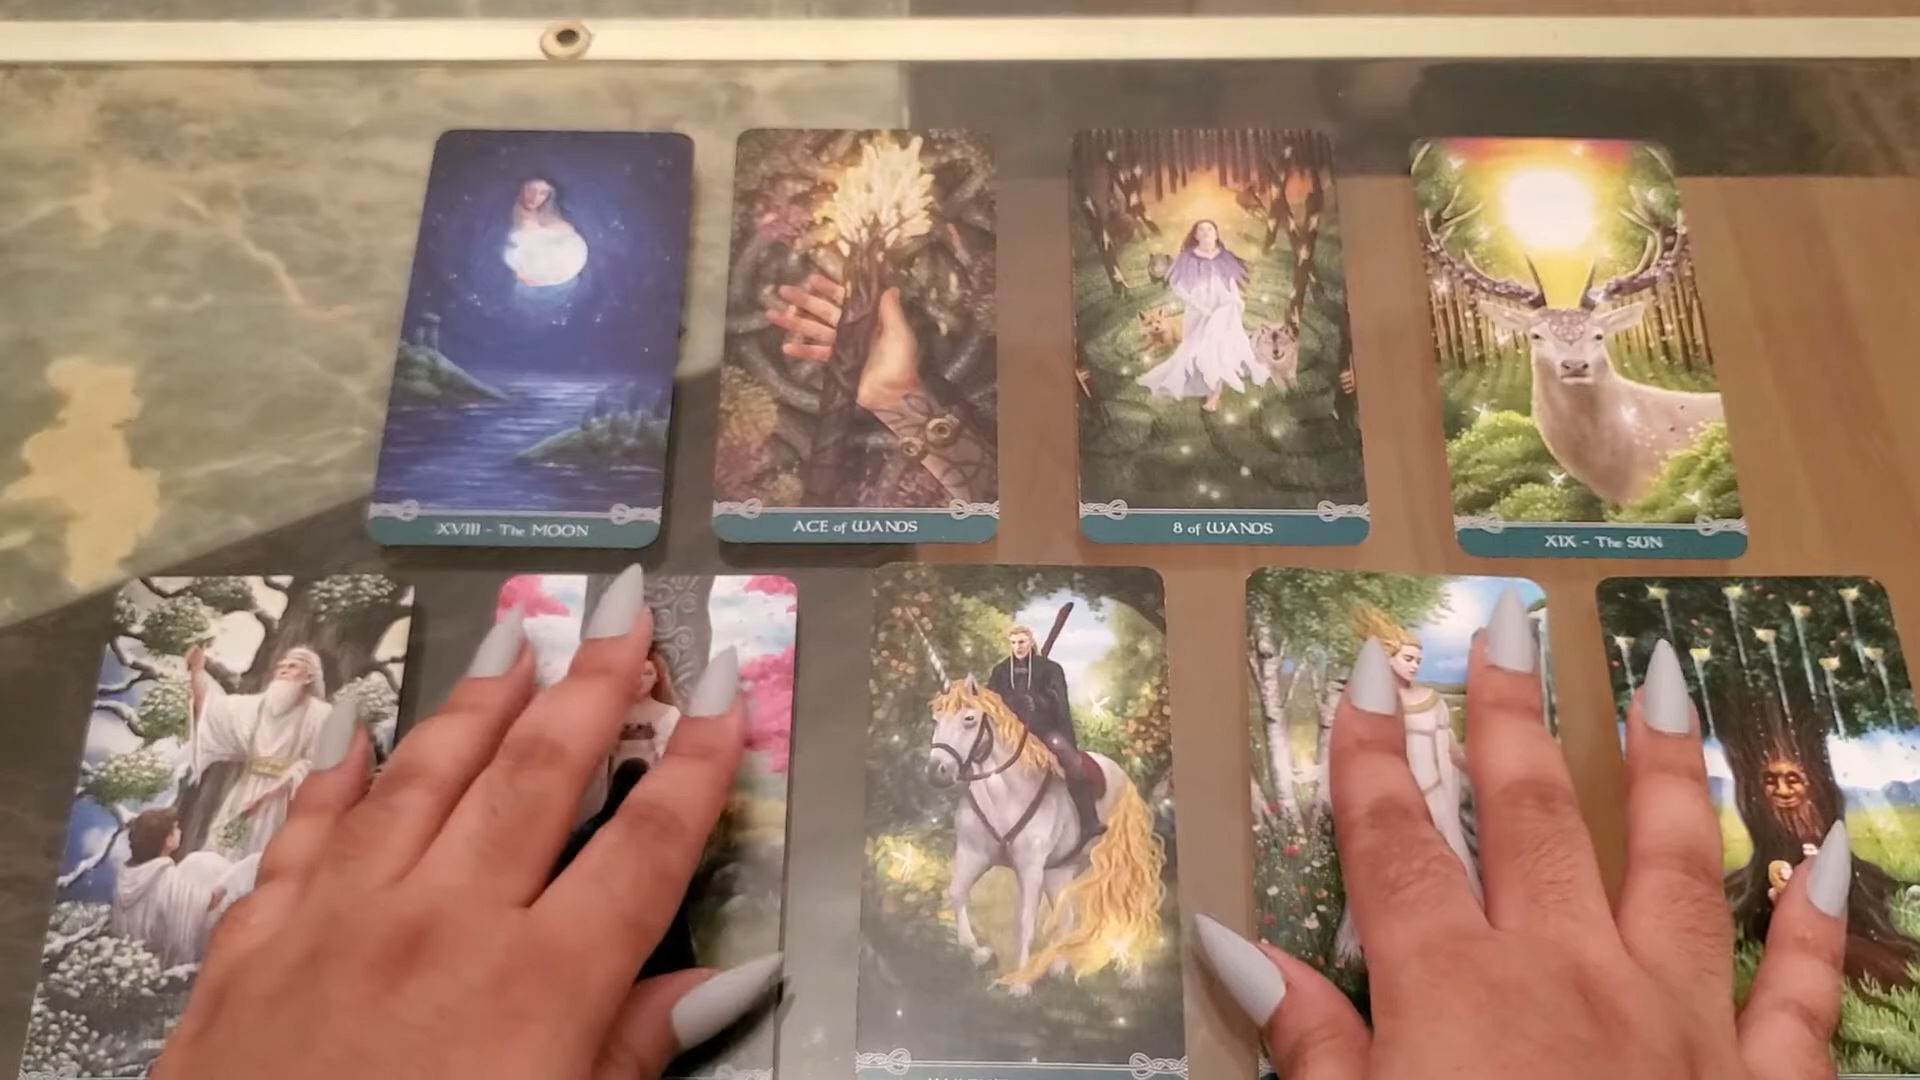 XVIII - The MOON
ACE of WANDS
8 of WANDS
XIX - The SUN